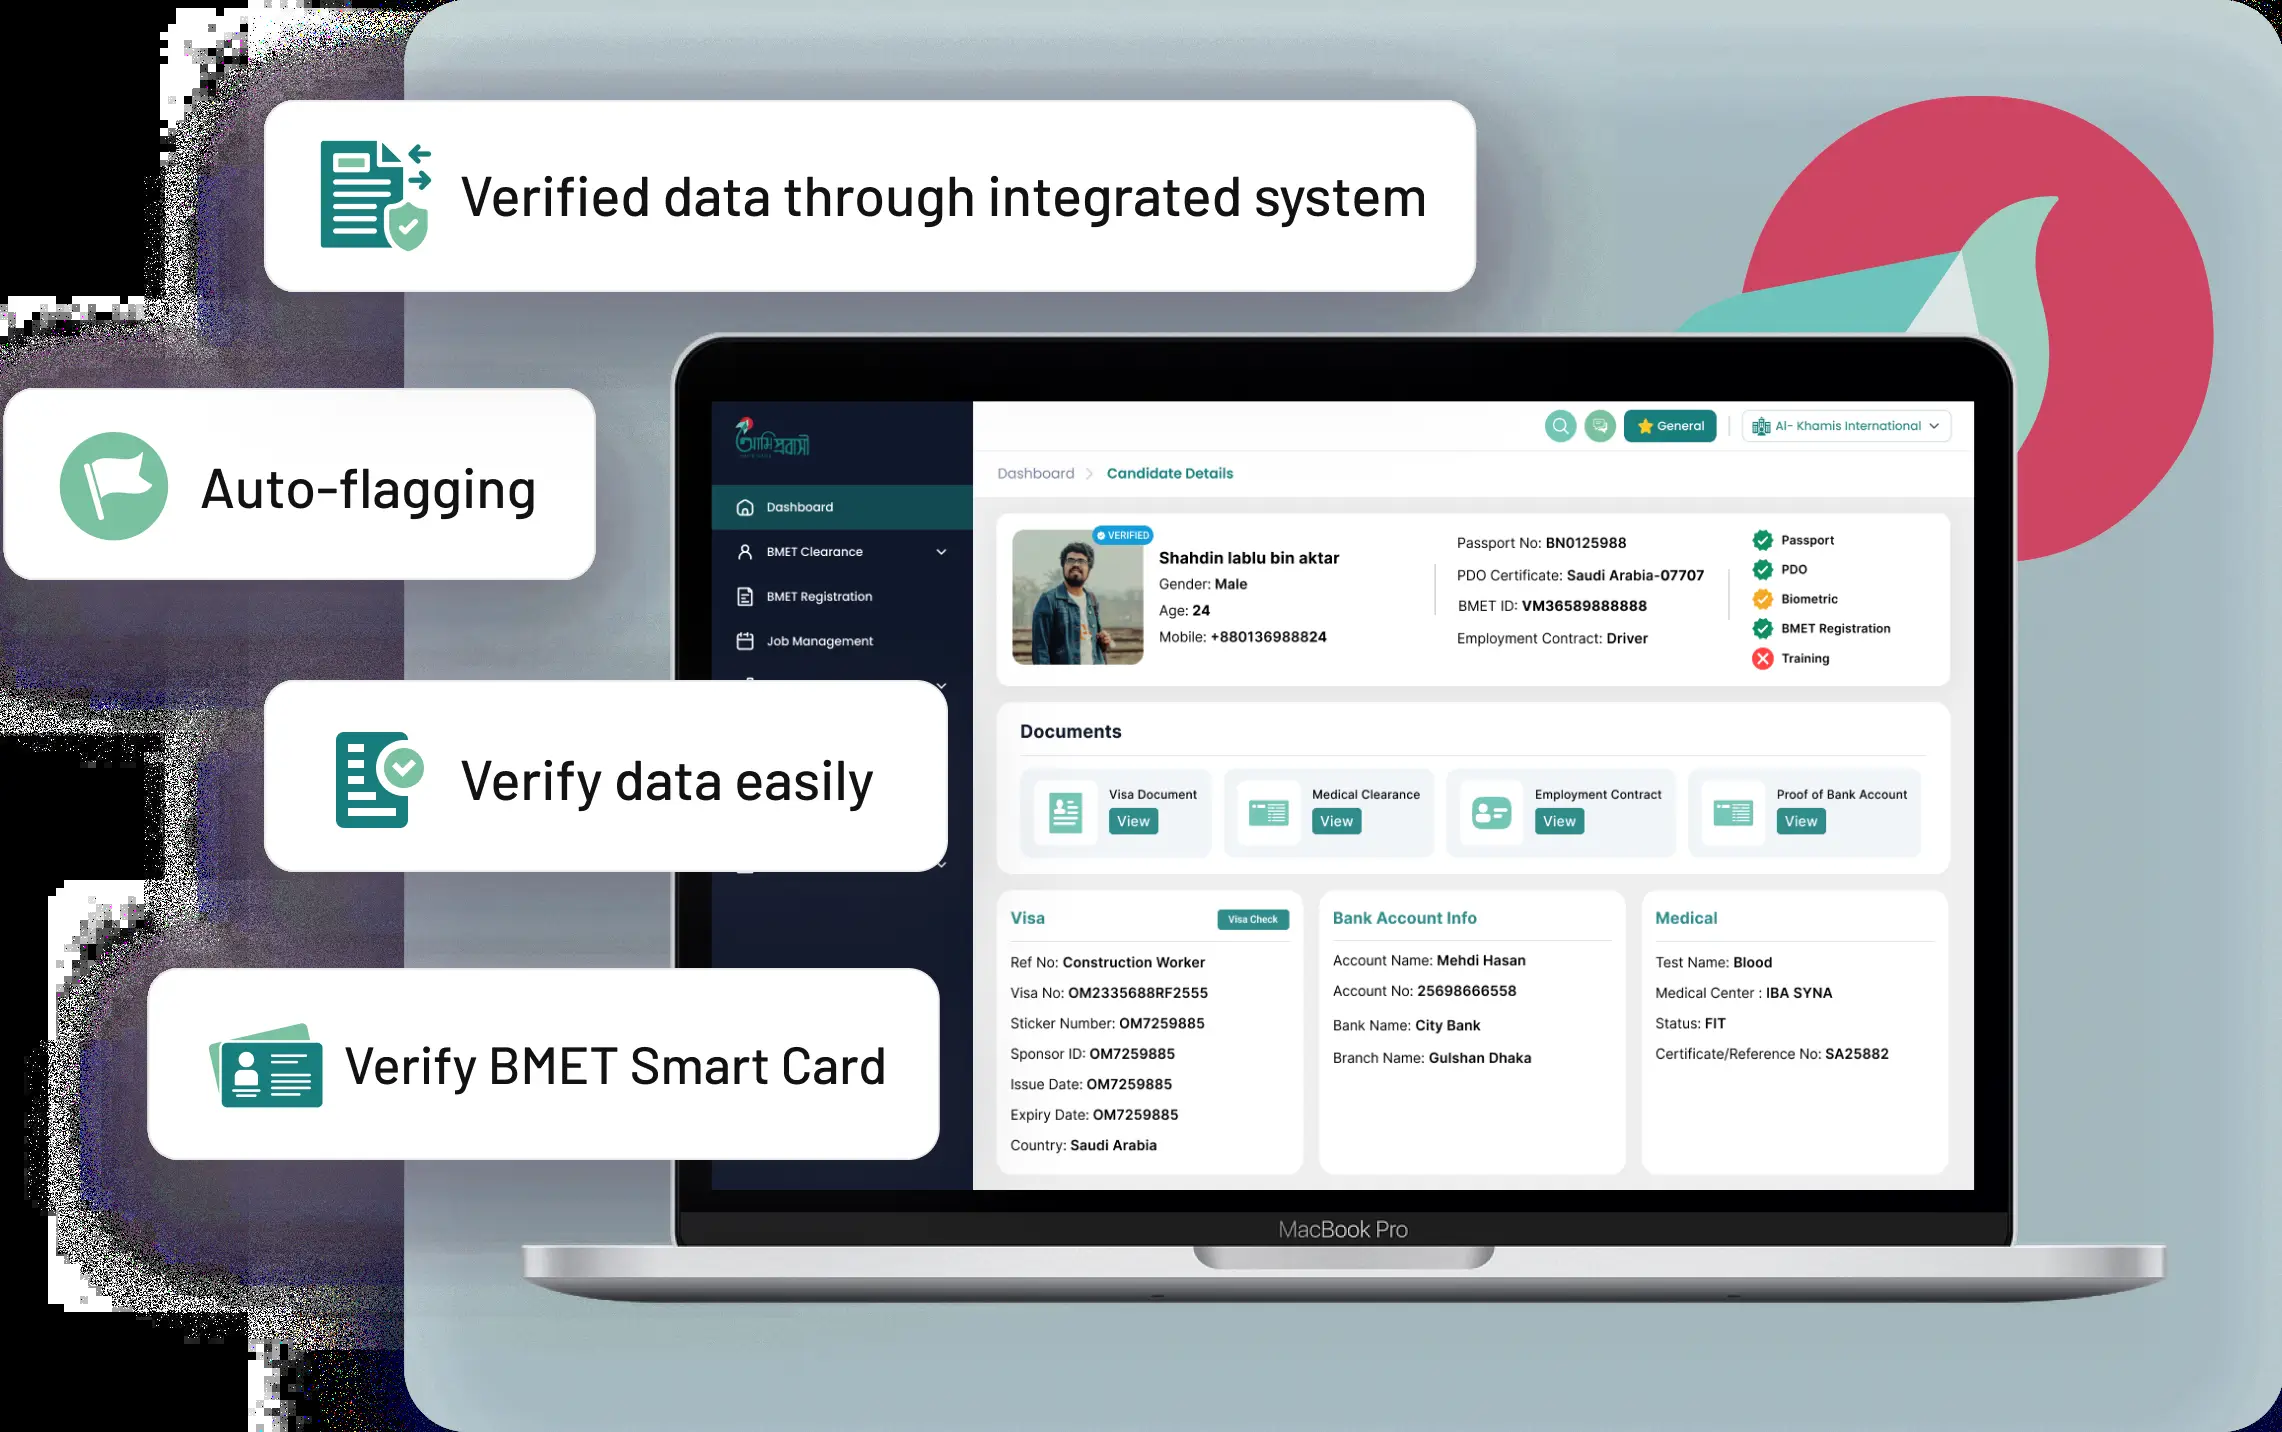 Verified data through integrated system
Auto-flagging
Verify data easily
Verify BMET Smart Card
আমি প্রবাসী
Dashboard
BMET Clearance
BMET Registration
Job Management
General
Al- Khamis International
Dashboard
Candidate Details
VERIFIED
Shahdin lablu bin aktar
Gender: Male
Age: 24
Mobile: +880136988824
Passport No: BN0125988
PDO Certificate: Saudi Arabia-07707
BMET ID: VM36589888888
Employment Contract: Driver
Passport
PDO
Biometric
BMET Registration
Training
Documents
Visa Document
View
Medical Clearance
View
Employment Contract
View
Proof of Bank Account
View
Visa
Visa Check
Ref No: Construction Worker
Visa No: OM2335688RF2555
Sticker Number: OM7259885
Sponsor ID: OM7259885
Issue Date: OM7259885
Expiry Date: OM7259885
Country: Saudi Arabia
Bank Account Info
Account Name: Mehdi Hasan
Account No: 25698666558
Bank Name: City Bank
Branch Name: Gulshan Dhaka
Medical
Test Name: Blood
Medical Center : IBA SYNA
Status: FIT
Certificate/Reference No: SA25882
MacBook Pro